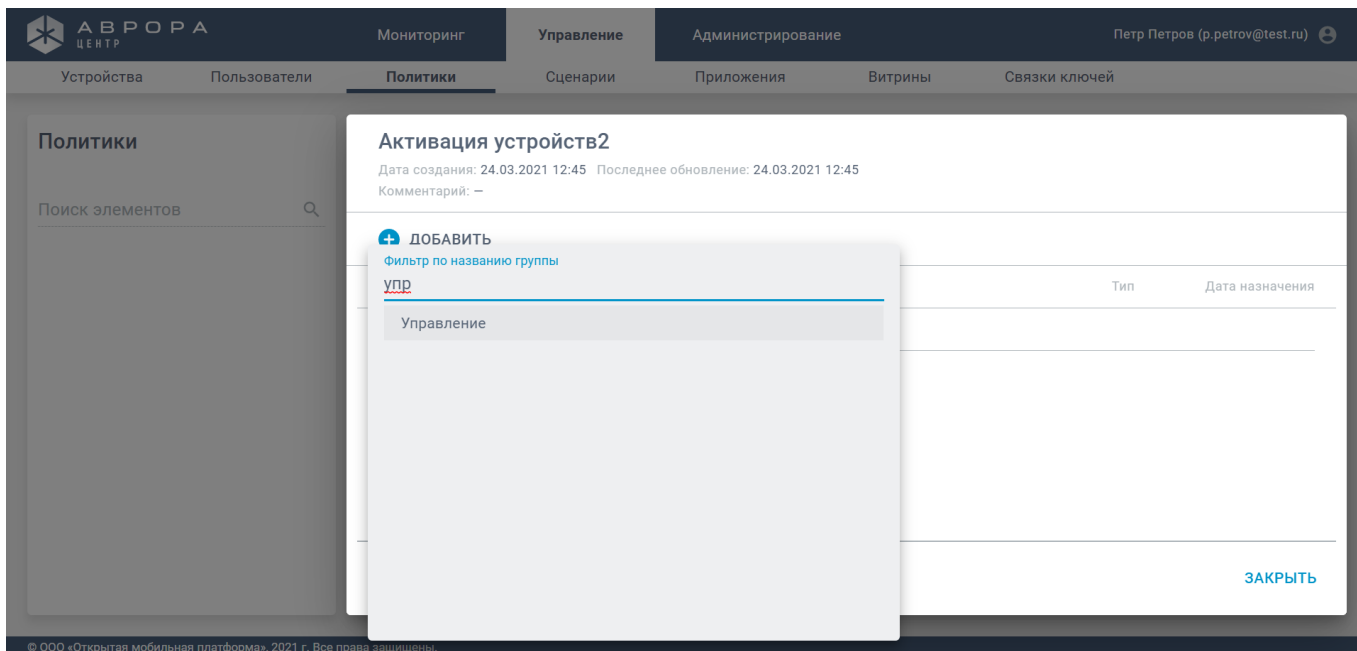 АВРОРА
ЦЕНТР
Мониторинг Управление Администрирование Петр Петров (p.petrov@test.ru)
Устройства Пользователи Политики Сценарии Приложения Витрины Связки ключей
Политики
Поиск элементов
Активация устройств2
Дата создания: 24.03.2021 12:45 Последнее обновление: 24.03.2021 12:45
Комментарий: —
ДОБАВИТЬ
Фильтр по названию группы
упр
Управление
Тип Дата назначения
ЗАКРЫТЬ
© ООО «Открытая мобильная платформа», 2021 г. Все права защищены.